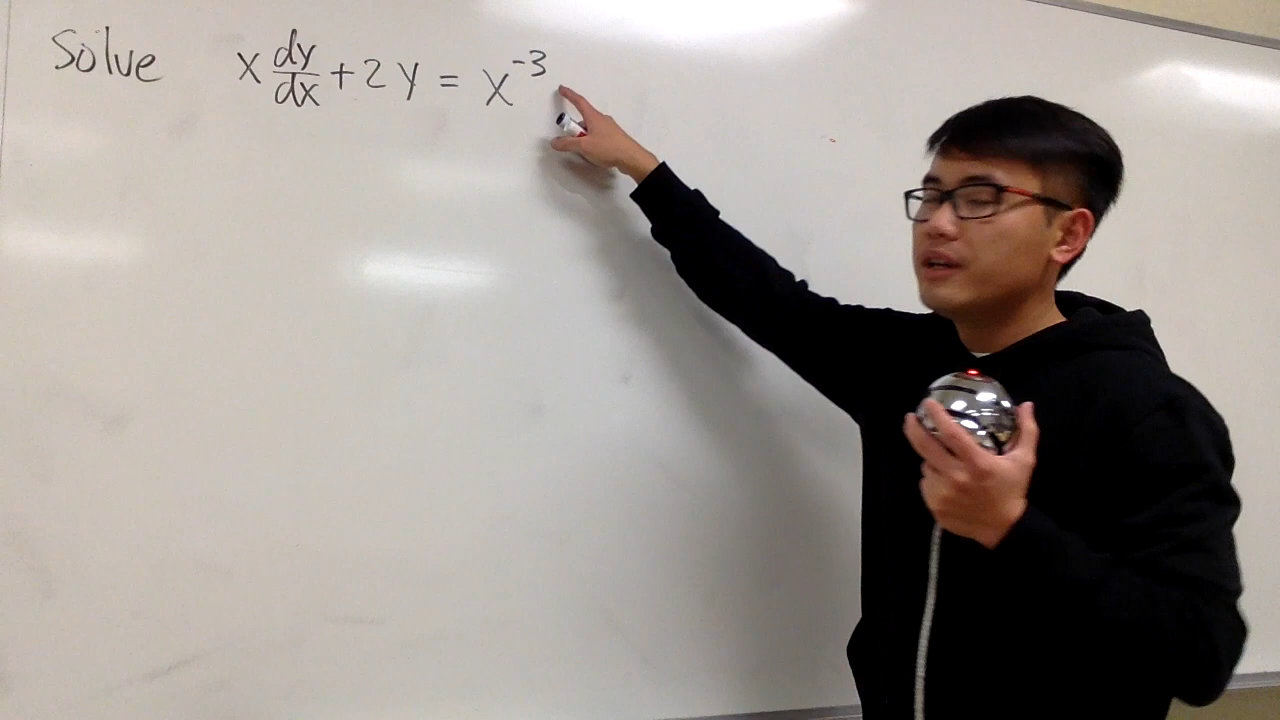 Solve x dy/dx + 2y = x⁻³